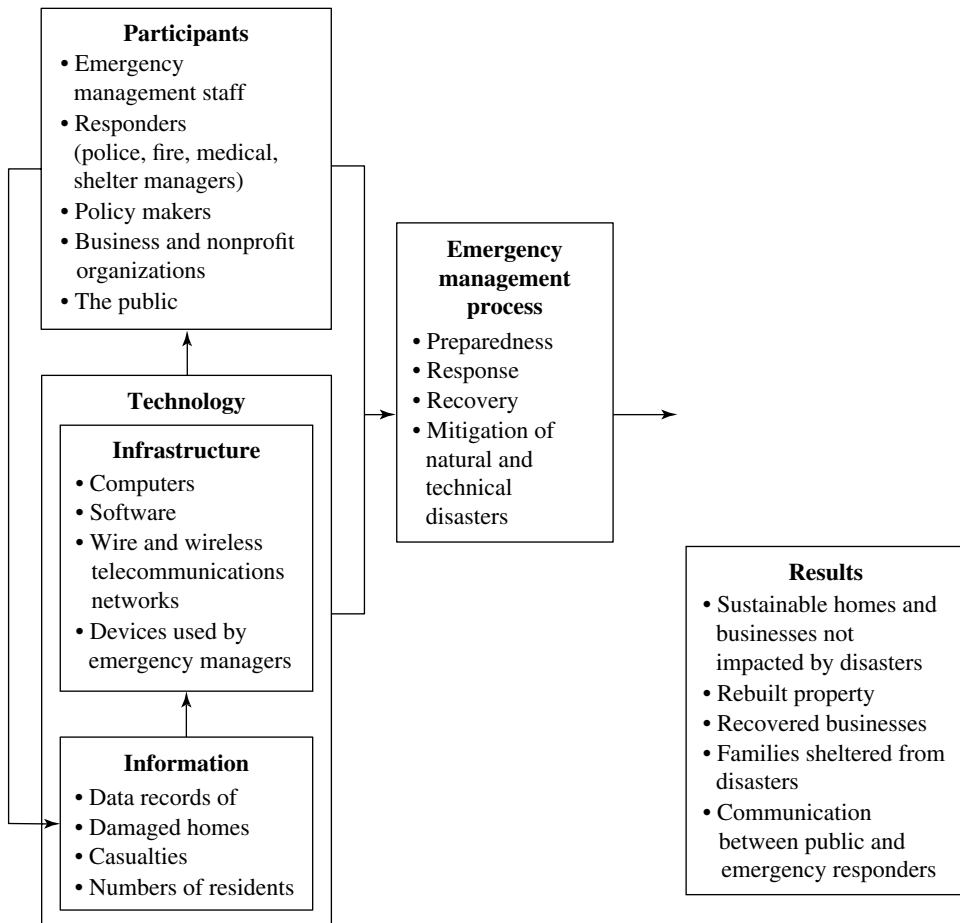 Participants
• Emergency
management staff
• Responders
(police, fire, medical,
shelter managers)
• Policy makers
• Business and nonprofit
organizations
• The public
Technology
Infrastructure
• Computers
• Software
• Wire and wireless
telecommunications
networks
• Devices used by
emergency managers
Information
• Data records of
• Damaged homes
• Casualties
• Numbers of residents
Emergency
management
process
• Preparedness
• Response
• Recovery
• Mitigation of
natural and
technical
disasters
Results
• Sustainable homes and
businesses not
impacted by disasters
• Rebuilt property
• Recovered businesses
• Families sheltered from
disasters
• Communication
between public and
emergency responders